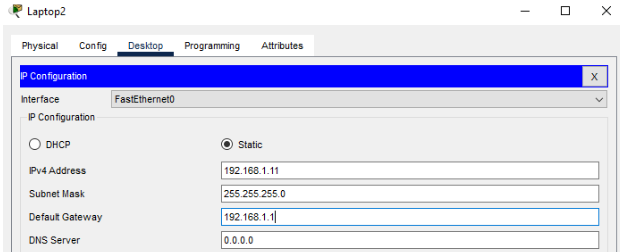 Laptop2
Physical Config Desktop Programming Attributes
IP Configuration X
Interface FastEthernet0
IP Configuration
DHCP Static
IPv4 Address 192.168.1.11
Subnet Mask 255.255.255.0
Default Gateway 192.168.1.1
DNS Server 0.0.0.0